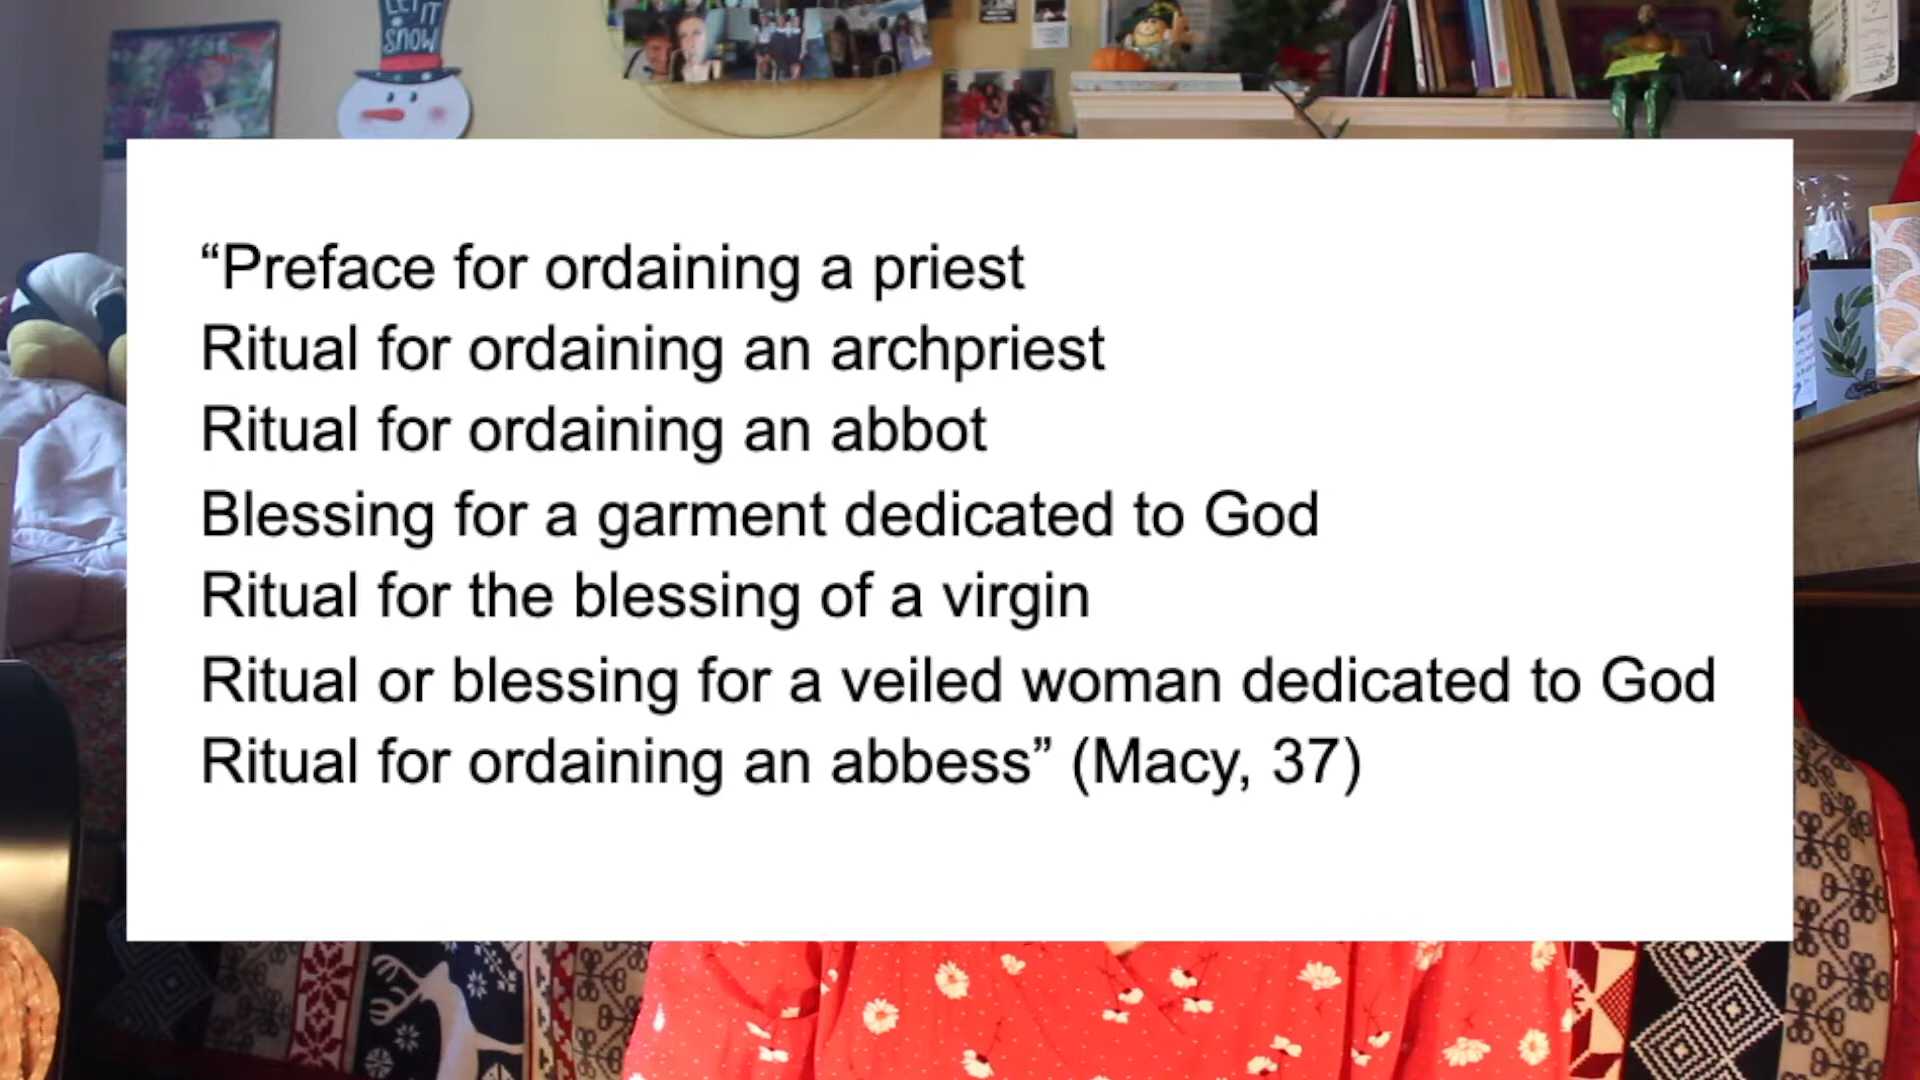 LET IT
SNOW
“Preface for ordaining a priest
Ritual for ordaining an archpriest
Ritual for ordaining an abbot
Blessing for a garment dedicated to God
Ritual for the blessing of a virgin
Ritual or blessing for a veiled woman dedicated to God
Ritual for ordaining an abbess” (Macy, 37)